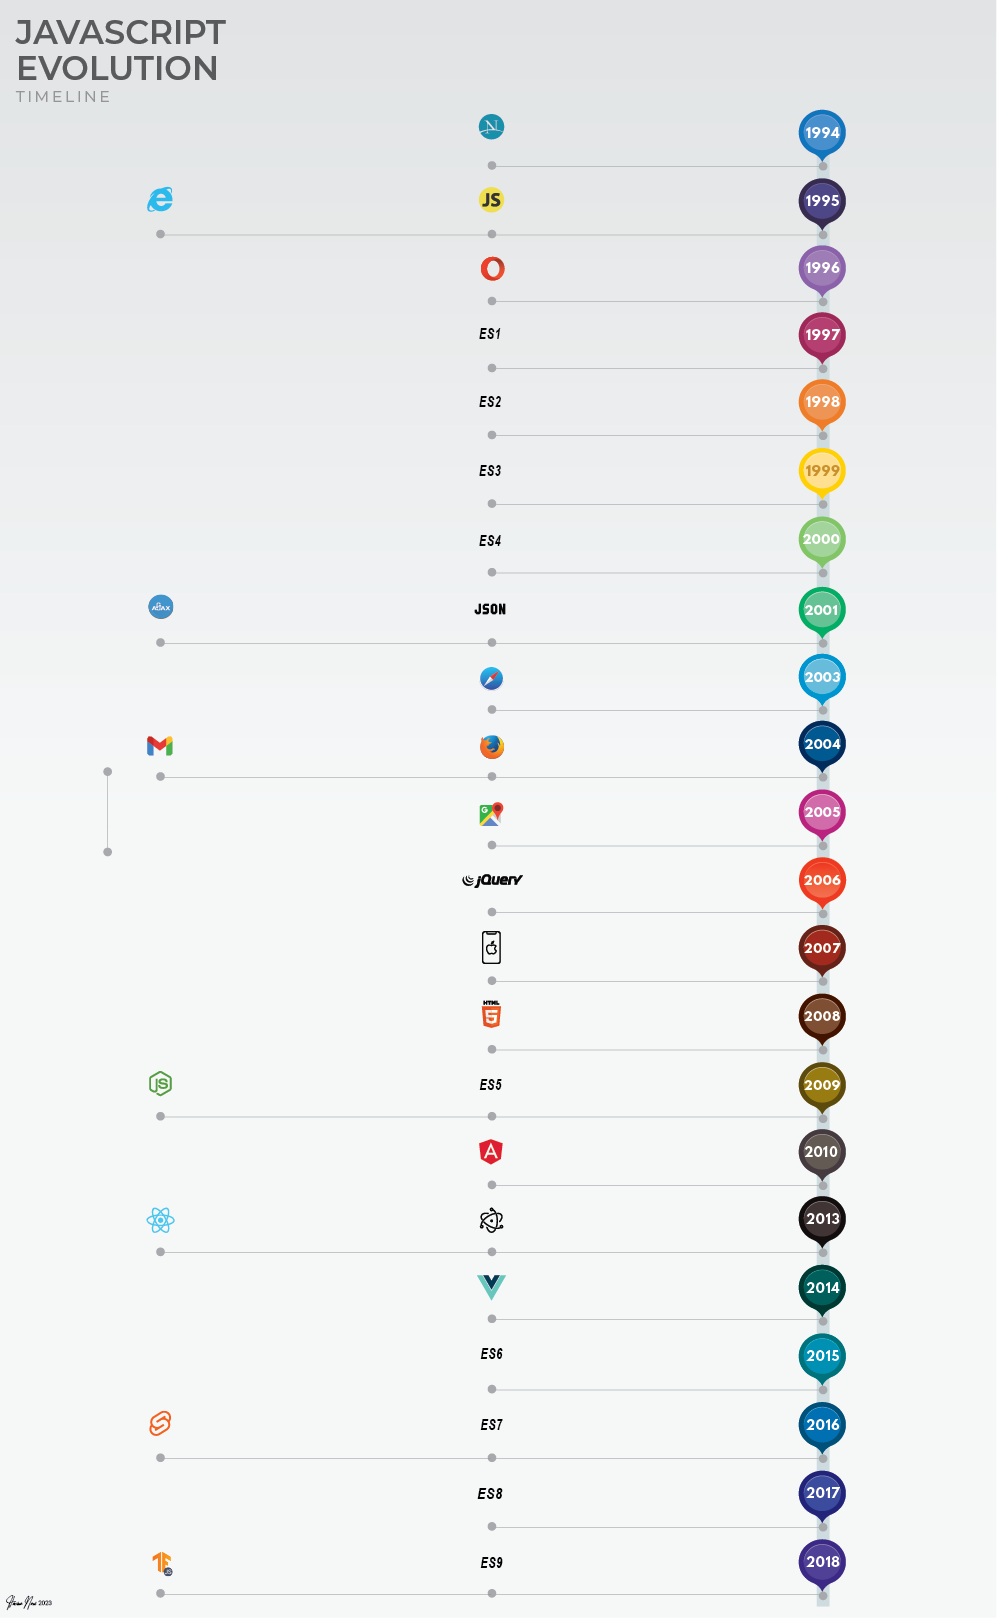 JAVASCRIPT
EVOLUTION
TIMELINE
1994
JS 1995
1996
ES1 1997
ES2 1998
ES3 1999
ES4 2000
AJAX JSON 2001
2003
2004
G 2005
jQuery 2006
2007
HTML
5 2008
JS ES5 2009
A 2010
2013
2014
ES6 2015
ES7 2016
ES8 2017
JS ES9 2018
2023